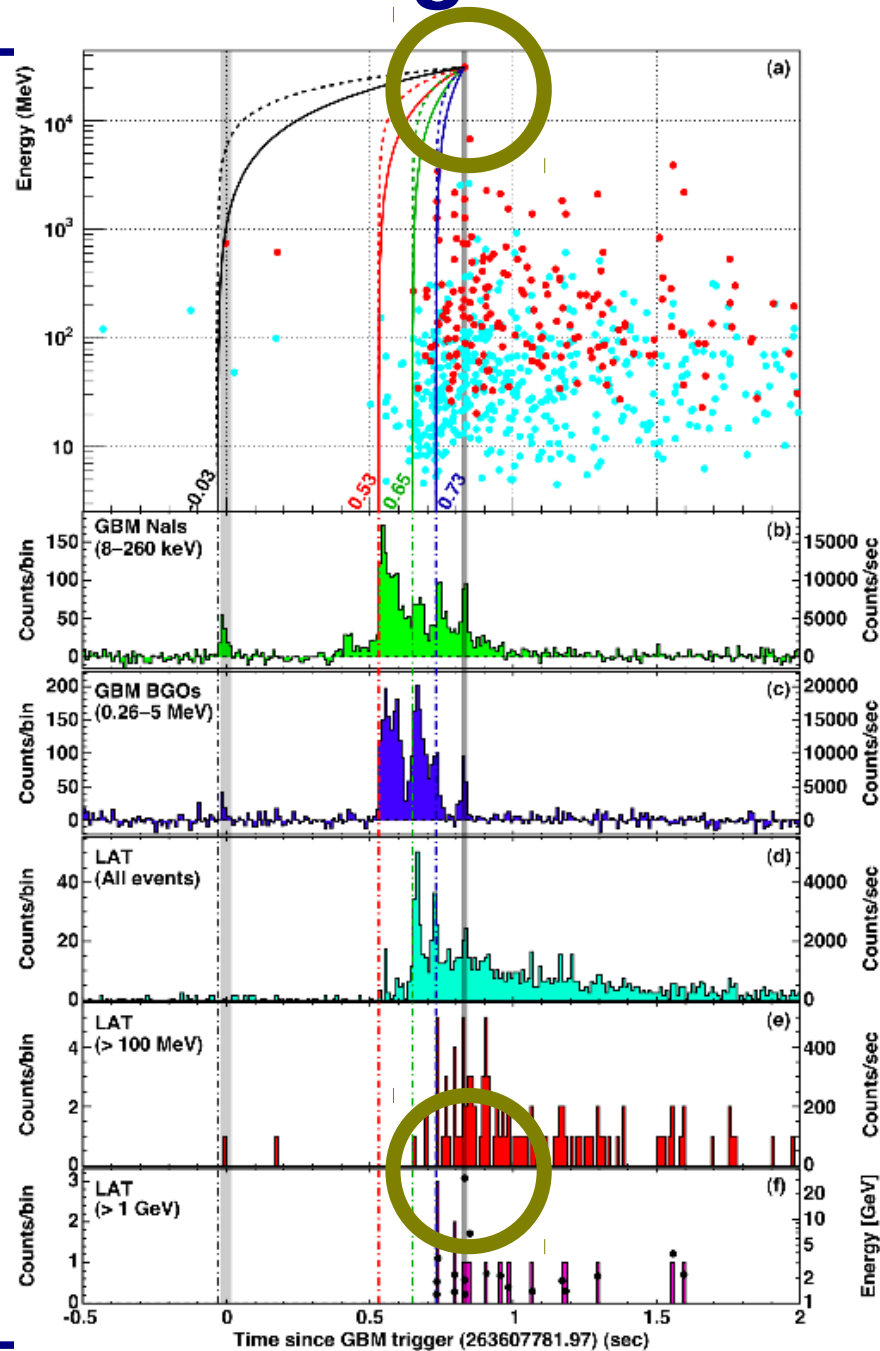 g
Energy (MeV)
(a)
10⁴
10³
10²
10
-0.03
0.53
0.65
0.73
GBM NaIs
(8–260 keV)
(b)
Counts/bin
150
100
50
0
15000
10000
5000
0
Counts/sec
GBM BGOs
(0.26–5 MeV)
(c)
Counts/bin
200
150
100
50
0
20000
15000
10000
5000
0
Counts/sec
LAT
(All events)
(d)
Counts/bin
40
20
0
4000
2000
0
Counts/sec
LAT
(> 100 MeV)
(e)
Counts/bin
4
2
0
400
200
0
Counts/sec
LAT
(> 1 GeV)
(f)
Counts/bin
3
2
1
0
20
10
5
2
1
Energy [GeV]
-0.5 0 0.5 1 1.5 2
Time since GBM trigger (263607781.97) (sec)